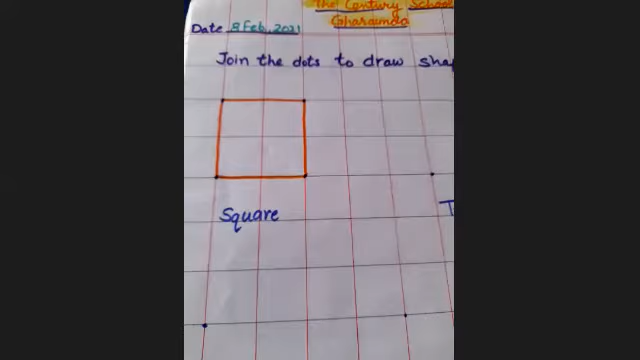 The Century School
Gharaunda
Date 8 Feb, 2021
Join the dots to draw
Square